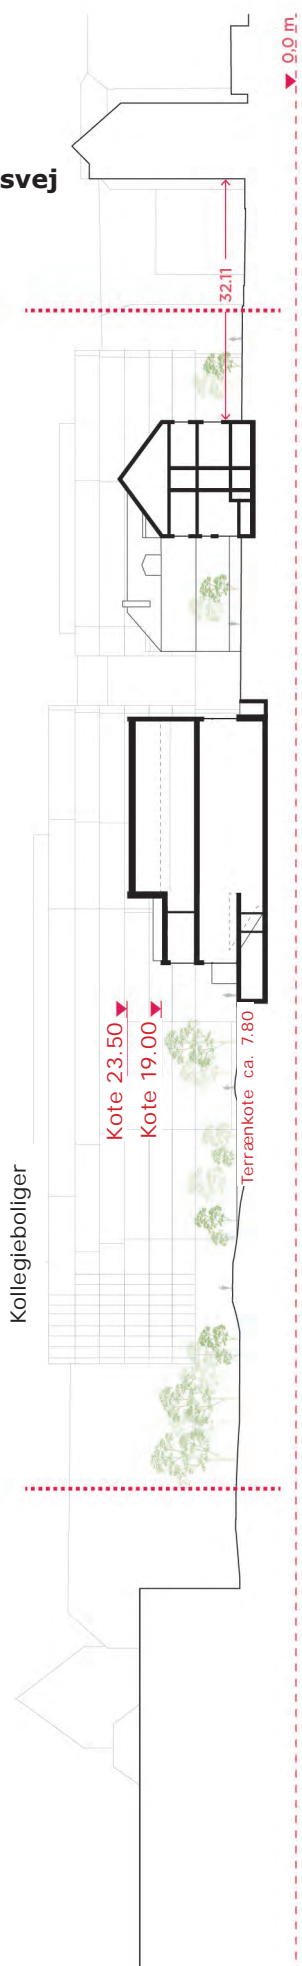 svej
0,0 m
32.11
Kote 23.50
Kote 19.00
Terrænkote ca. 7.80
Kollegieboliger